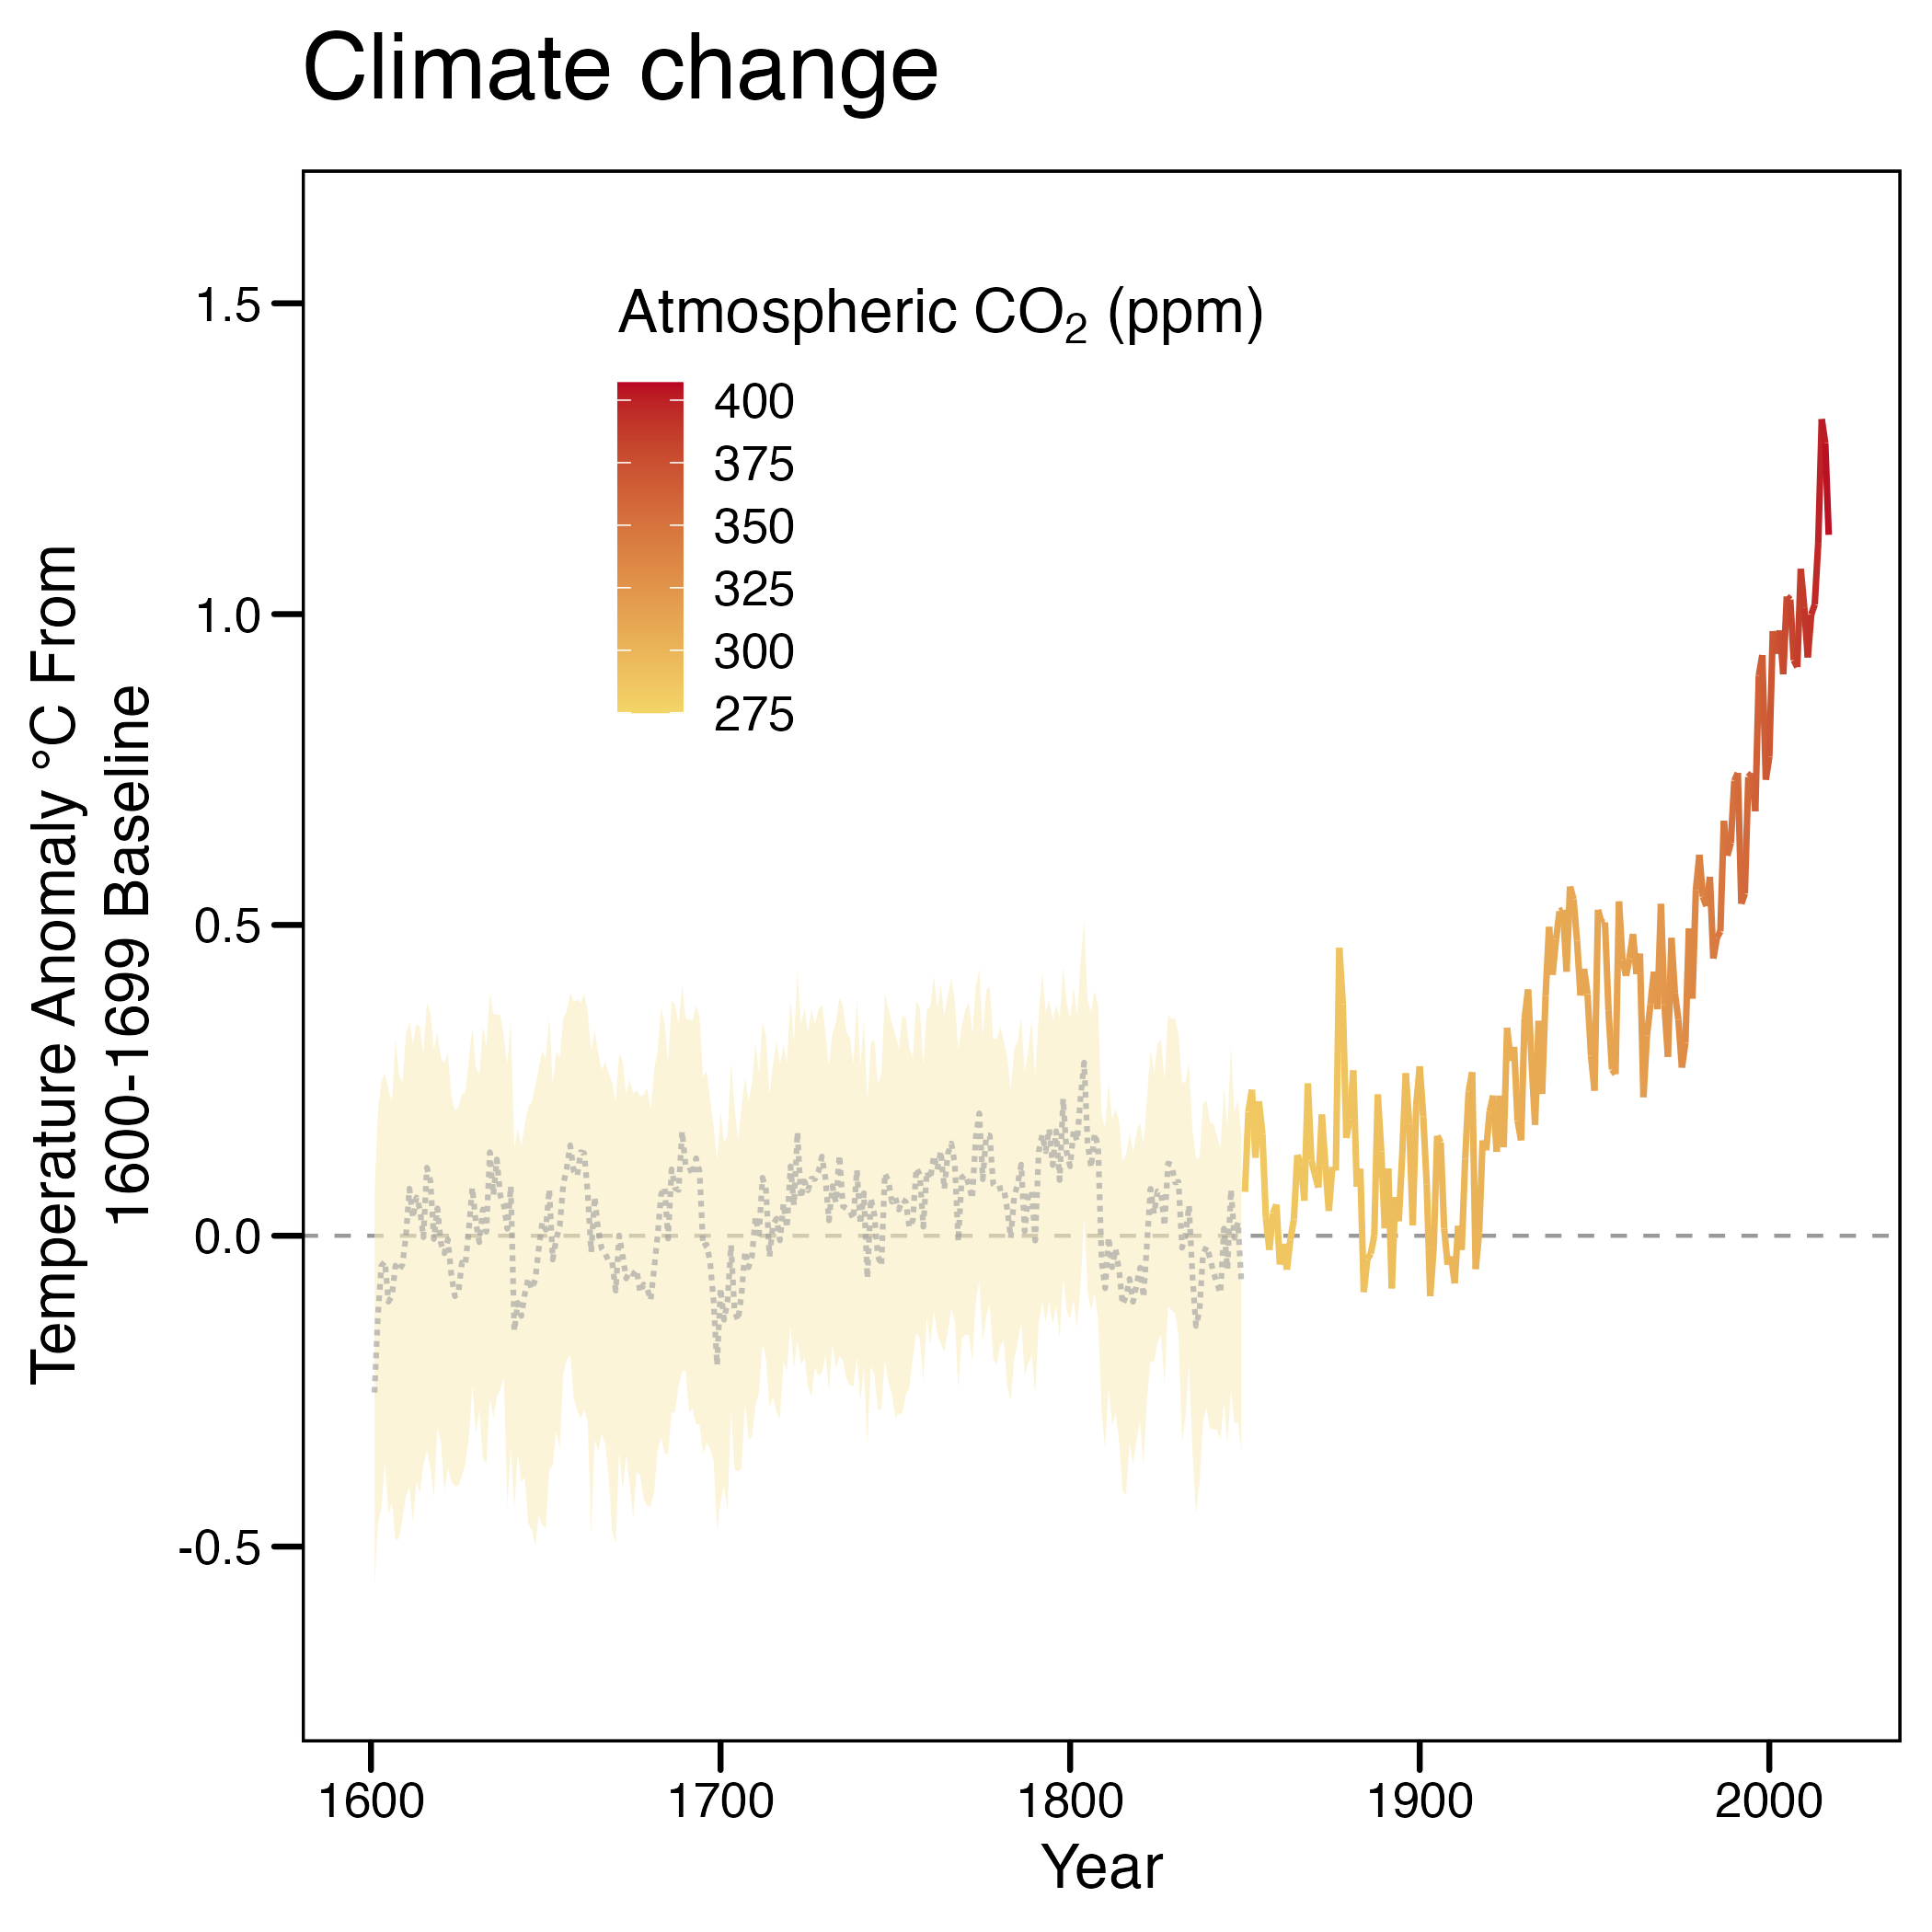 Climate change
Temperature Anomaly °C From
1600-1699 Baseline
1.5
1.0
0.5
0.0
-0.5
Atmospheric CO₂ (ppm)
400
375
350
325
300
275
1600 1700 1800 1900 2000
Year